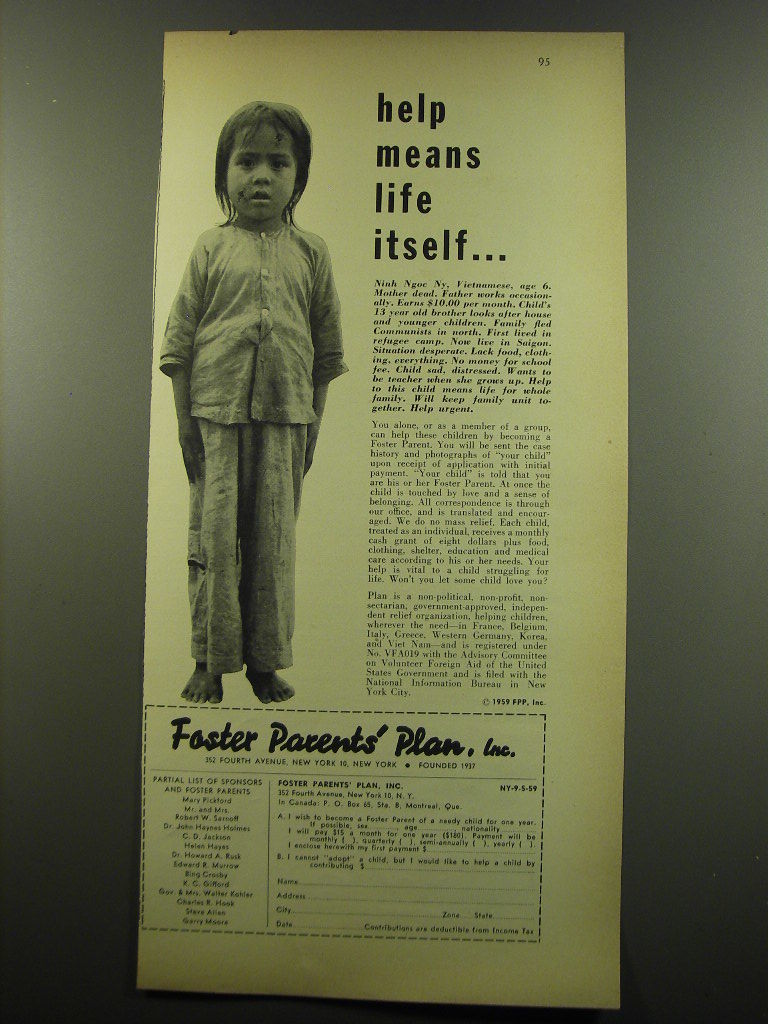 95
help
means
life
itself...
Ninh Ngoc Ny, Vietnamese, age 6.
Mother dead. Father works occasion-
ally. Earns $10.00 per month. Child's
13 year old brother looks after house
and younger children. Family fled
Communists in north. First lived in
refugee camp. Now live in Saigon.
Situation desperate. Lack food, cloth-
ing, everything. No money for school
fee. Child sad, distressed. Wants to
be teacher when she grows up. Help
to this child means life for whole
family. Will keep family unit to-
gether. Help urgent.
You alone, or as a member of a group,
can help these children by becoming a
Foster Parent. You will be sent the case
history and photographs of "your child"
upon receipt of application with initial
payment. "Your child" is told that you
are his or her Foster Parent. At once the
child is touched by love and a sense of
belonging. All correspondence is through
our office, and is translated and encour-
aged. We do no mass relief. Each child,
treated as an individual, receives a monthly
cash grant of eight dollars plus food,
clothing, shelter, education and medical
care according to his or her needs. Your
help is vital to a child struggling for
life. Won't you let some child love you?
Plan is a non-political, non-profit, non-
sectarian, government-approved, indepen-
dent relief organization, helping children,
wherever the need—in France, Belgium,
Italy, Greece, Western Germany, Korea,
and Viet Nam—and is registered under
No. VFA019 with the Advisory Committee
on Volunteer Foreign Aid of the United
States Government and is filed with the
National Information Bureau in New
York City.
© 1959 FPP, Inc.
Foster Parents' Plan, Inc.
352 FOURTH AVENUE, NEW YORK 10, NEW YORK • FOUNDED 1937
PARTIAL LIST OF SPONSORS
AND FOSTER PARENTS
Mary Pickford
Mr. and Mrs.
Robert W. Sarnoff
Dr. John Haynes Holmes
C. D. Jackson
Helen Hayes
Dr. Howard A. Rusk
Edward R. Murrow
Bing Crosby
K. C. Gifford
Gov. & Mrs. Walter Kohler
Charles R. Hook
Steve Allen
Garry Moore
FOSTER PARENTS' PLAN, INC. NY-9-5-59
352 Fourth Avenue, New York 10, N. Y.
In Canada: P. O. Box 65, Sta. B, Montreal, Que.
A. I wish to become a Foster Parent of a needy child for one year.
If possible, sex age nationality
I will pay $15 a month for one year ($180). Payment will be
monthly ( ), quarterly ( ), semi-annually ( ), yearly ( ).
I enclose herewith my first payment $
B. I cannot "adopt" a child, but I would like to help a child by
contributing $
Name
Address
City Zone State
Date Contributions are deductible from Income Tax